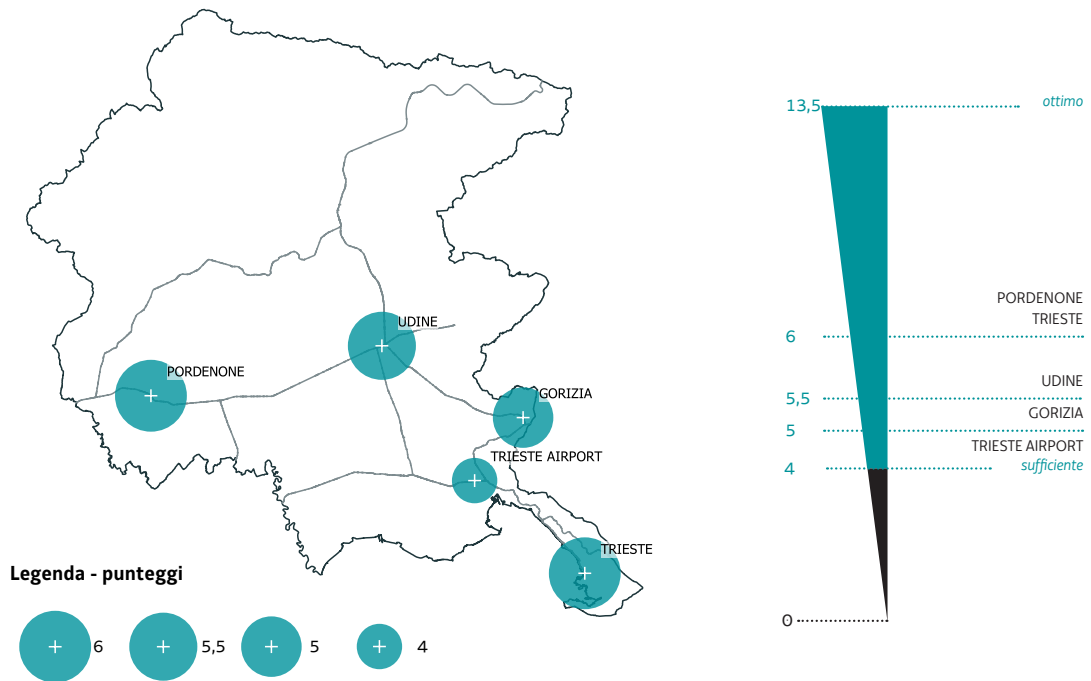 UDINE
PORDENONE
GORIZIA
TRIESTE AIRPORT
TRIESTE
Legenda - punteggi
6
5,5
5
4
13,5
ottimo
PORDENONE
TRIESTE
6
UDINE
5,5
GORIZIA
5
TRIESTE AIRPORT
4
sufficiente
0